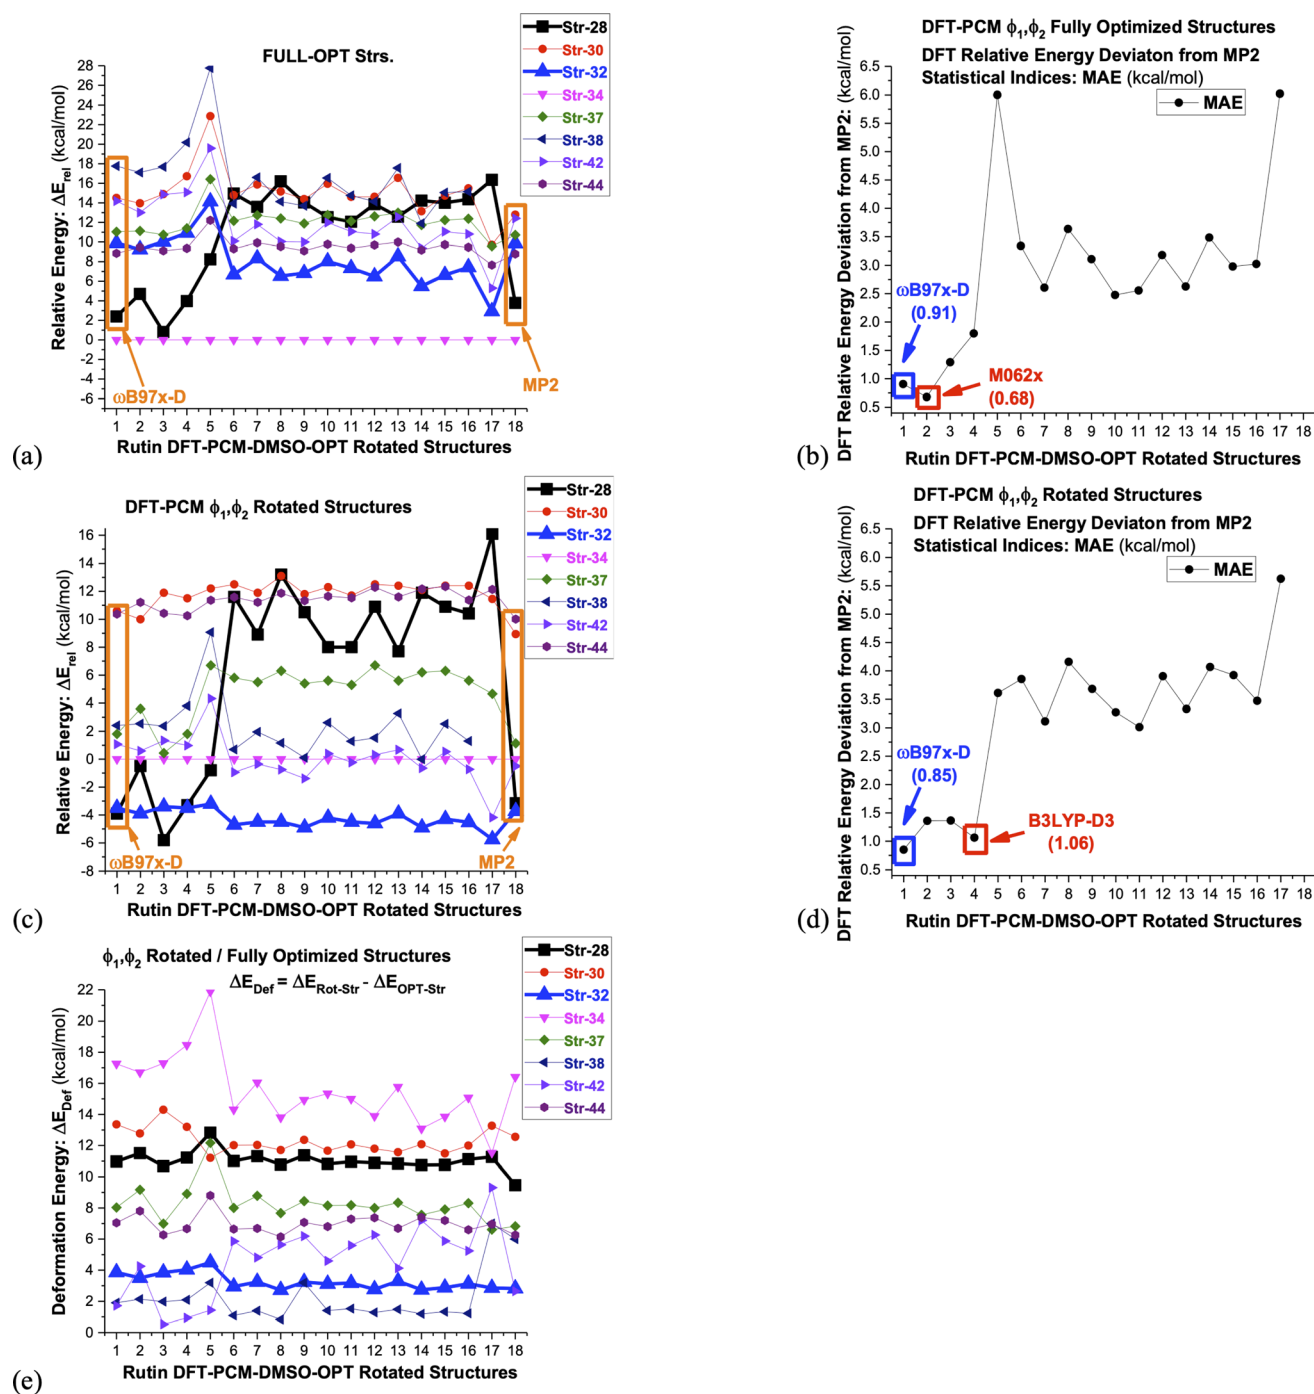 FULL-OPT Strs.
Str-28
Str-30
Str-32
Str-34
Str-37
Str-38
Str-42
Str-44
Relative Energy: ΔE_rel (kcal/mol)
28
26
24
22
20
18
16
14
12
10
8
6
4
2
0
-2
-4
-6
ωB97x-D
MP2
1 2 3 4 5 6 7 8 9 10 11 12 13 14 15 16 17 18
Rutin DFT-PCM-DMSO-OPT Rotated Structures
(a)
DFT-PCM ϕ₁,ϕ₂ Fully Optimized Structures
DFT Relative Energy Deviaton from MP2
Statistical Indices: MAE (kcal/mol)
MAE
DFT Relative Energy Deviation from MP2: (kcal/mol)
6.5
6.0
5.5
5.0
4.5
4.0
3.5
3.0
2.5
2.0
1.5
1.0
0.5
ωB97x-D
(0.91)
M062x
(0.68)
1 2 3 4 5 6 7 8 9 10 11 12 13 14 15 16 17 18
Rutin DFT-PCM-DMSO-OPT Rotated Structures
(b)
DFT-PCM ϕ₁,ϕ₂ Rotated Structures
Str-28
Str-30
Str-32
Str-34
Str-37
Str-38
Str-42
Str-44
Relative Energy: ΔE_rel (kcal/mol)
16
14
12
10
8
6
4
2
0
-2
-4
-6
-8
ωB97x-D
MP2
1 2 3 4 5 6 7 8 9 10 11 12 13 14 15 16 17 18
Rutin DFT-PCM-DMSO-OPT Rotated Structures
(c)
DFT-PCM ϕ₁,ϕ₂ Rotated Structures
DFT Relative Energy Deviaton from MP2
Statistical Indices: MAE (kcal/mol)
MAE
DFT Relative Energy Deviation from MP2: (kcal/mol)
6.5
6.0
5.5
5.0
4.5
4.0
3.5
3.0
2.5
2.0
1.5
1.0
0.5
ωB97x-D
(0.85)
B3LYP-D3
(1.06)
1 2 3 4 5 6 7 8 9 10 11 12 13 14 15 16 17 18
Rutin DFT-PCM-DMSO-OPT Rotated Structures
(d)
ϕ₁,ϕ₂ Rotated / Fully Optimized Structures
ΔE_Def = ΔE_Rot-Str - ΔE_OPT-Str
Str-28
Str-30
Str-32
Str-34
Str-37
Str-38
Str-42
Str-44
Deformation Energy: ΔE_Def (kcal/mol)
22
20
18
16
14
12
10
8
6
4
2
0
1 2 3 4 5 6 7 8 9 10 11 12 13 14 15 16 17 18
Rutin DFT-PCM-DMSO-OPT Rotated Structures
(e)